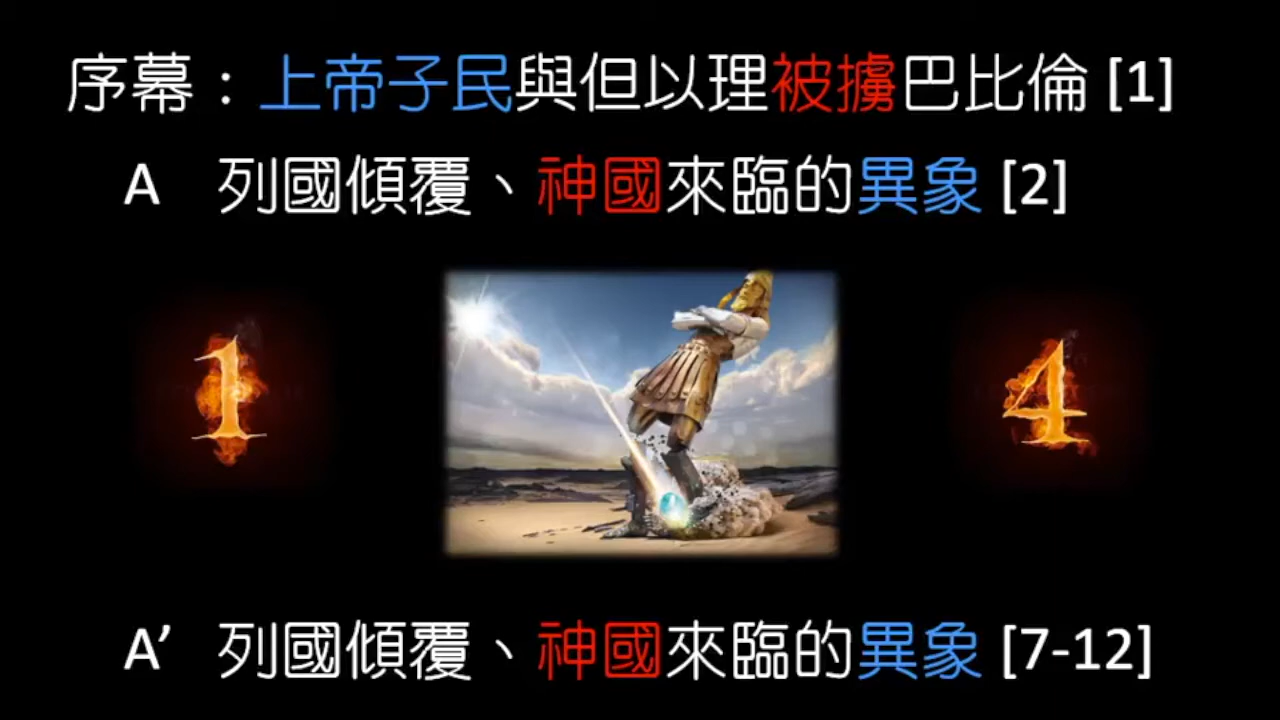 序幕：上帝子民與但以理被擄巴比倫 [1]
A 列國傾覆、神國來臨的異象 [2]
1
4
A’ 列國傾覆、神國來臨的異象 [7-12]